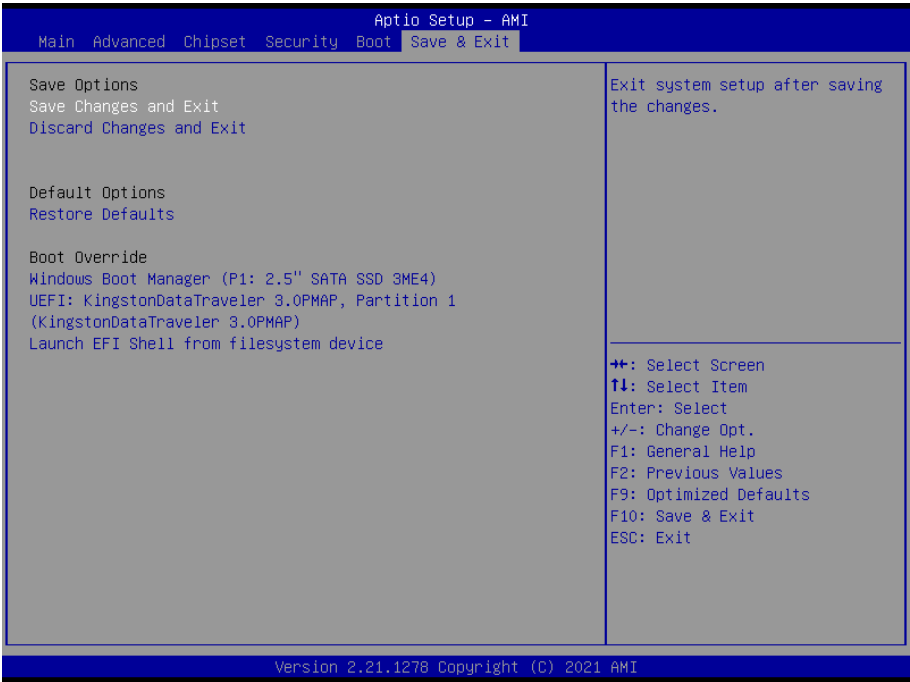 Aptio Setup – AMI
Main Advanced Chipset Security Boot Save & Exit
Save Options
Save Changes and Exit
Discard Changes and Exit
Default Options
Restore Defaults
Boot Override
Windows Boot Manager (P1: 2.5" SATA SSD 3ME4)
UEFI: KingstonDataTraveler 3.0PMAP, Partition 1
(KingstonDataTraveler 3.0PMAP)
Launch EFI Shell from filesystem device
Exit system setup after saving
the changes.
→←: Select Screen
↑↓: Select Item
Enter: Select
+/-: Change Opt.
F1: General Help
F2: Previous Values
F9: Optimized Defaults
F10: Save & Exit
ESC: Exit
Version 2.21.1278 Copyright (C) 2021 AMI